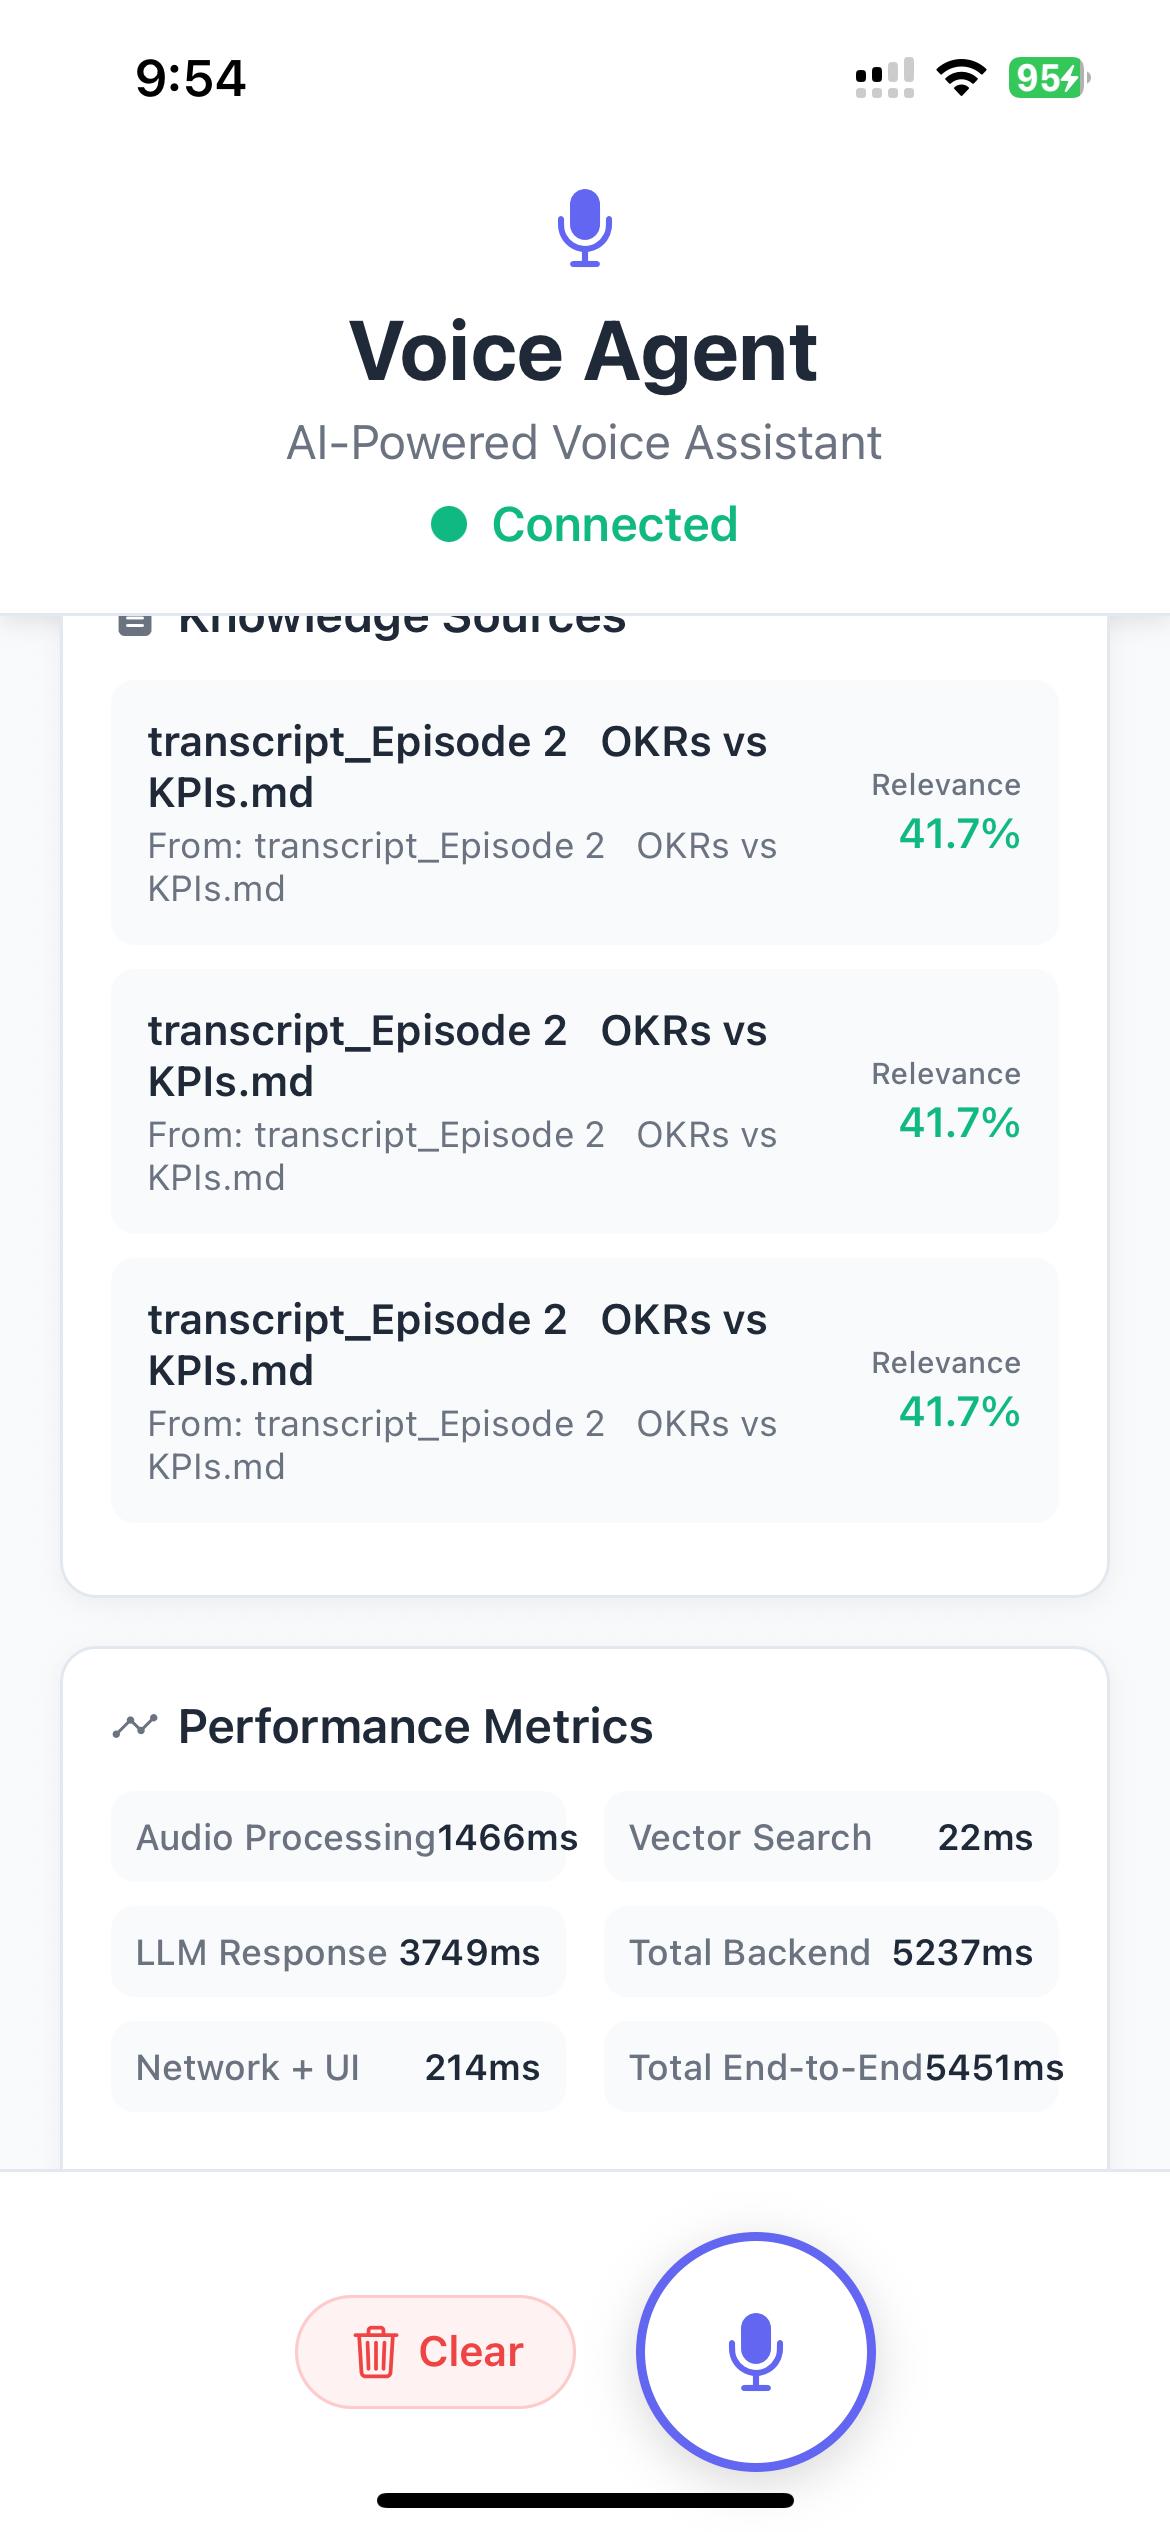 9:54
95
Voice Agent
AI-Powered Voice Assistant
Connected
Knowledge Sources
transcript_Episode 2   OKRs vs
KPIs.md
From: transcript_Episode 2   OKRs vs
KPIs.md
Relevance
41.7%
transcript_Episode 2   OKRs vs
KPIs.md
From: transcript_Episode 2   OKRs vs
KPIs.md
Relevance
41.7%
transcript_Episode 2   OKRs vs
KPIs.md
From: transcript_Episode 2   OKRs vs
KPIs.md
Relevance
41.7%
Performance Metrics
Audio Processing 1466ms
Vector Search 22ms
LLM Response 3749ms
Total Backend 5237ms
Network + UI 214ms
Total End-to-End 5451ms
Clear